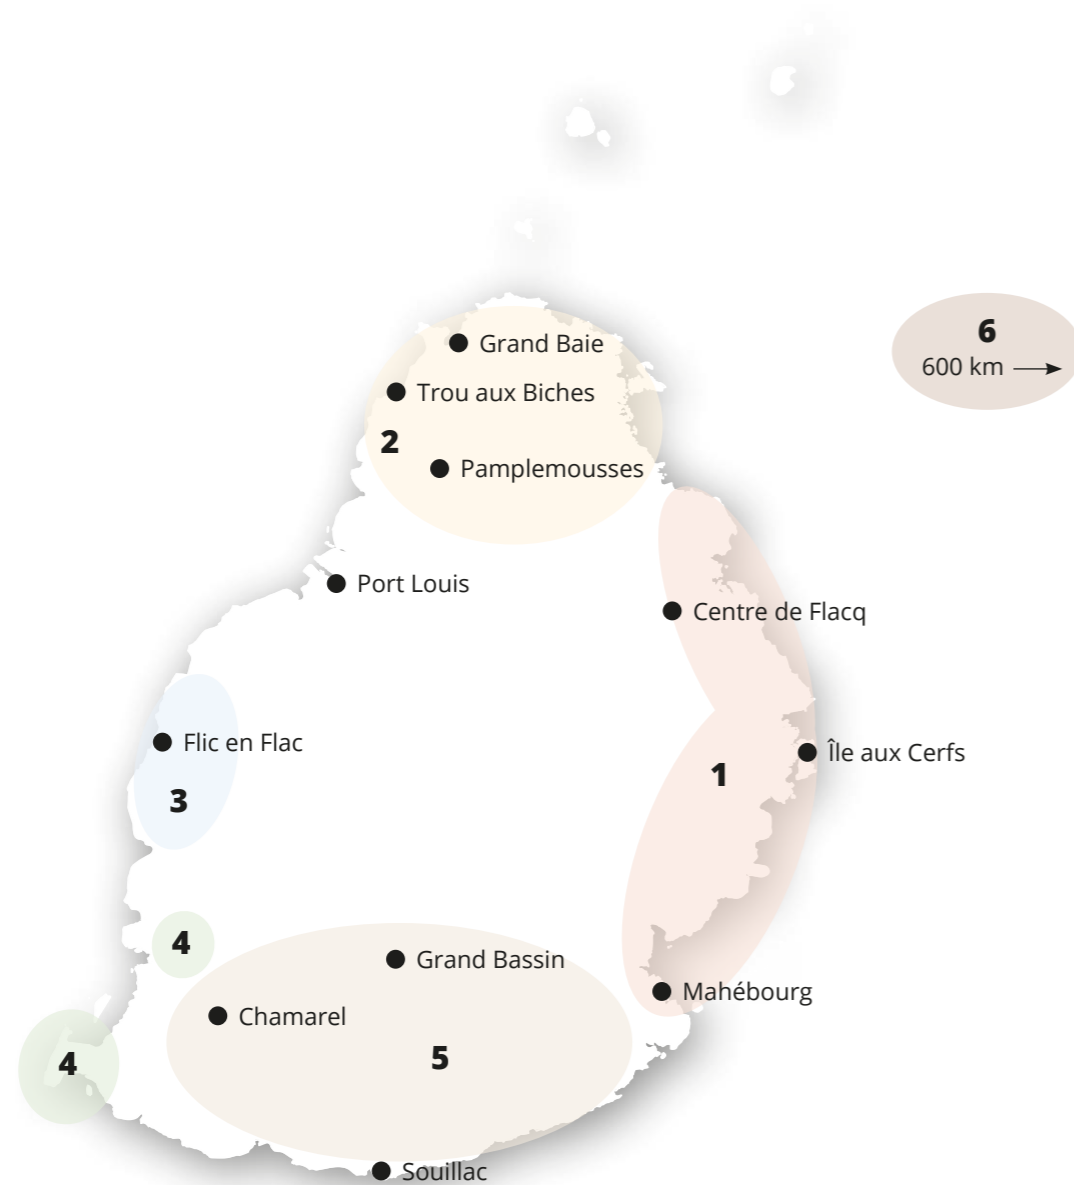 6
600 km
Grand Baie
Trou aux Biches
2
Pamplemousses
Port Louis
Centre de Flacq
Flic en Flac
Île aux Cerfs
1
3
4
Grand Bassin
Mahébourg
Chamarel
5
4
Souillac